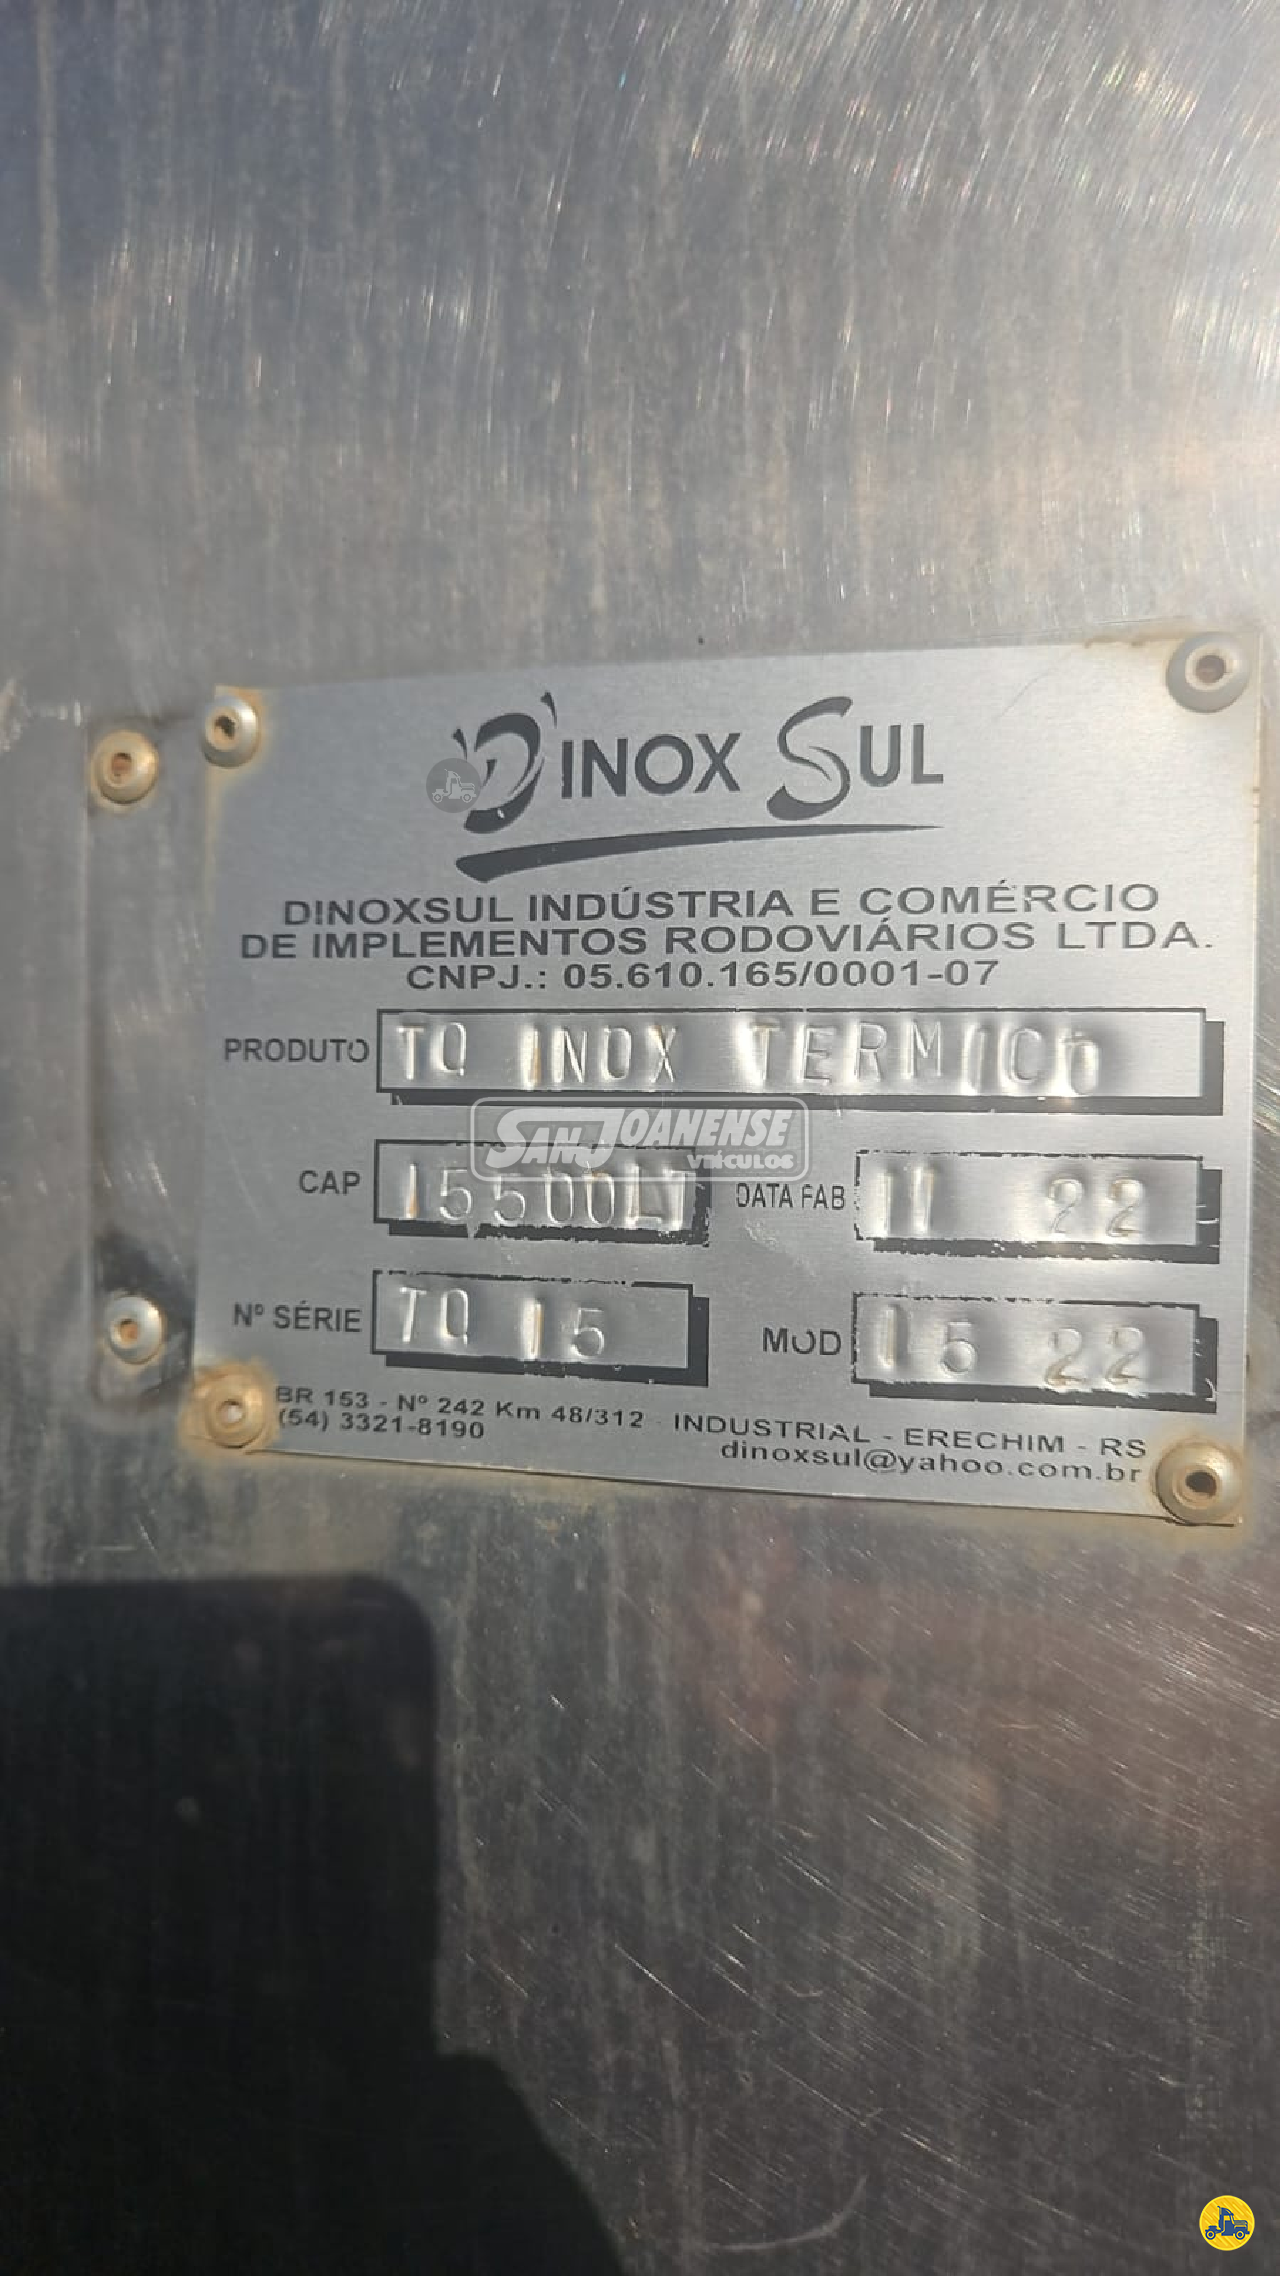 D'INOX SUL
DINOXSUL INDÚSTRIA E COMÉRCIO
DE IMPLEMENTOS RODOVIÁRIOS LTDA.
CNPJ.: 05.610.165/0001-07
PRODUTO TQ INOX TERMICO
SANJOANENSE
VEÍCULOS
CAP 15500LT DATA FAB 11 22
Nº SÉRIE TQ 15 MOD 15 22
BR 153 - Nº 242 Km 48/312 - INDUSTRIAL - ERECHIM - RS
(54) 3321-8190 dinoxsul@yahoo.com.br